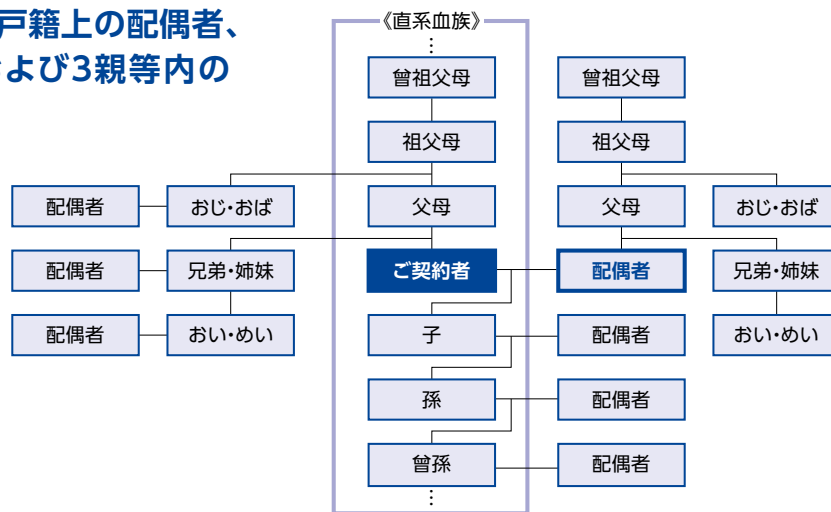 戸籍上の配偶者、
および3親等内の
《直系血族》
⋮
曾祖父母 曾祖父母
祖父母 祖父母
配偶者 おじ・おば 父母 父母 おじ・おば
配偶者 兄弟・姉妹 ご契約者 配偶者 兄弟・姉妹
配偶者 おい・めい 子 配偶者 おい・めい
孫 配偶者
曾孫 配偶者
⋮